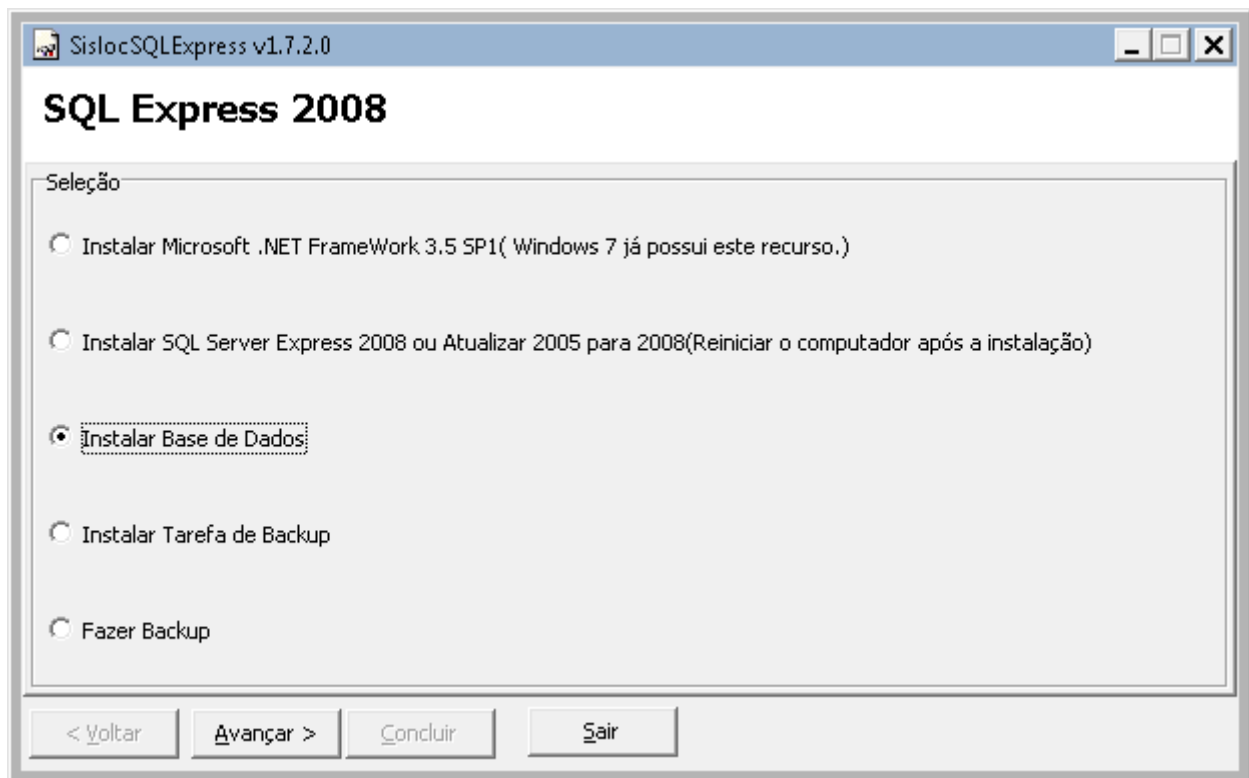 SislocSQLExpress v1.7.2.0
SQL Express 2008
Seleção
Instalar Microsoft .NET FrameWork 3.5 SP1( Windows 7 já possui este recurso.)
Instalar SQL Server Express 2008 ou Atualizar 2005 para 2008(Reiniciar o computador após a instalação)
Instalar Base de Dados
Instalar Tarefa de Backup
Fazer Backup
< Voltar Avançar > Concluir Sair